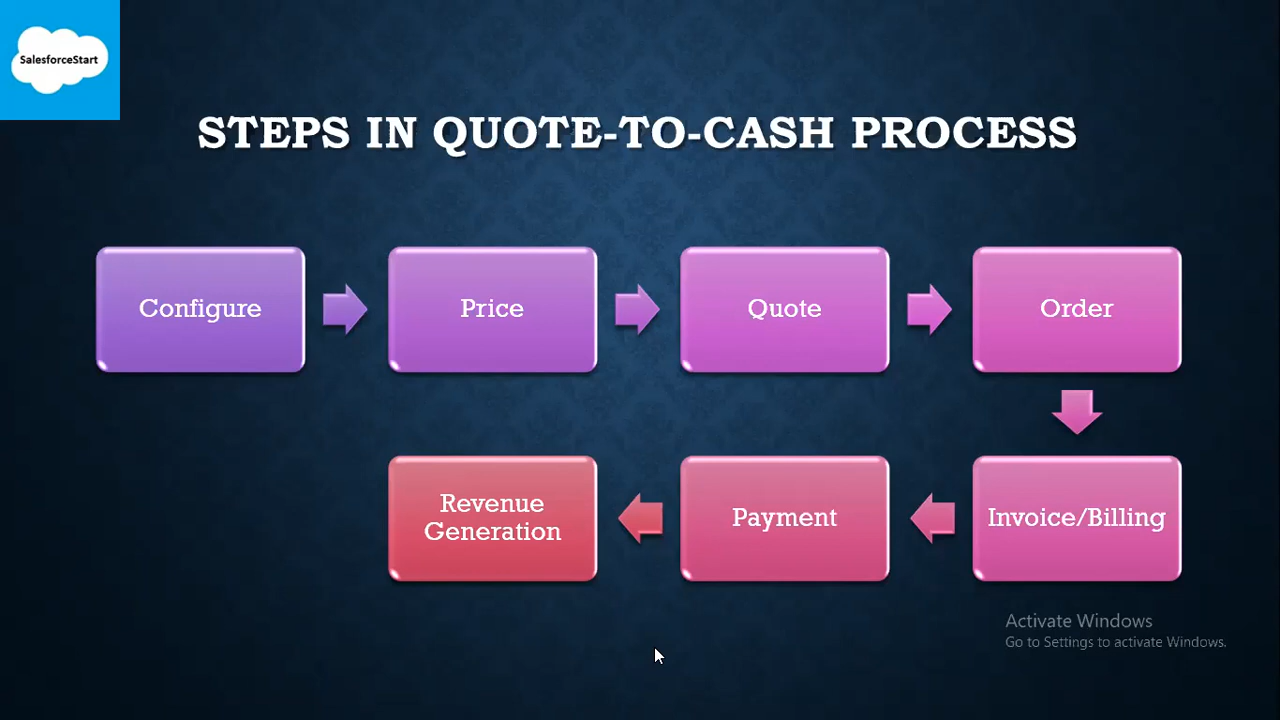 SalesforceStart
STEPS IN QUOTE-TO-CASH PROCESS
Configure
Price
Quote
Order
Revenue
Generation
Payment
Invoice/Billing
Activate Windows
Go to Settings to activate Windows.